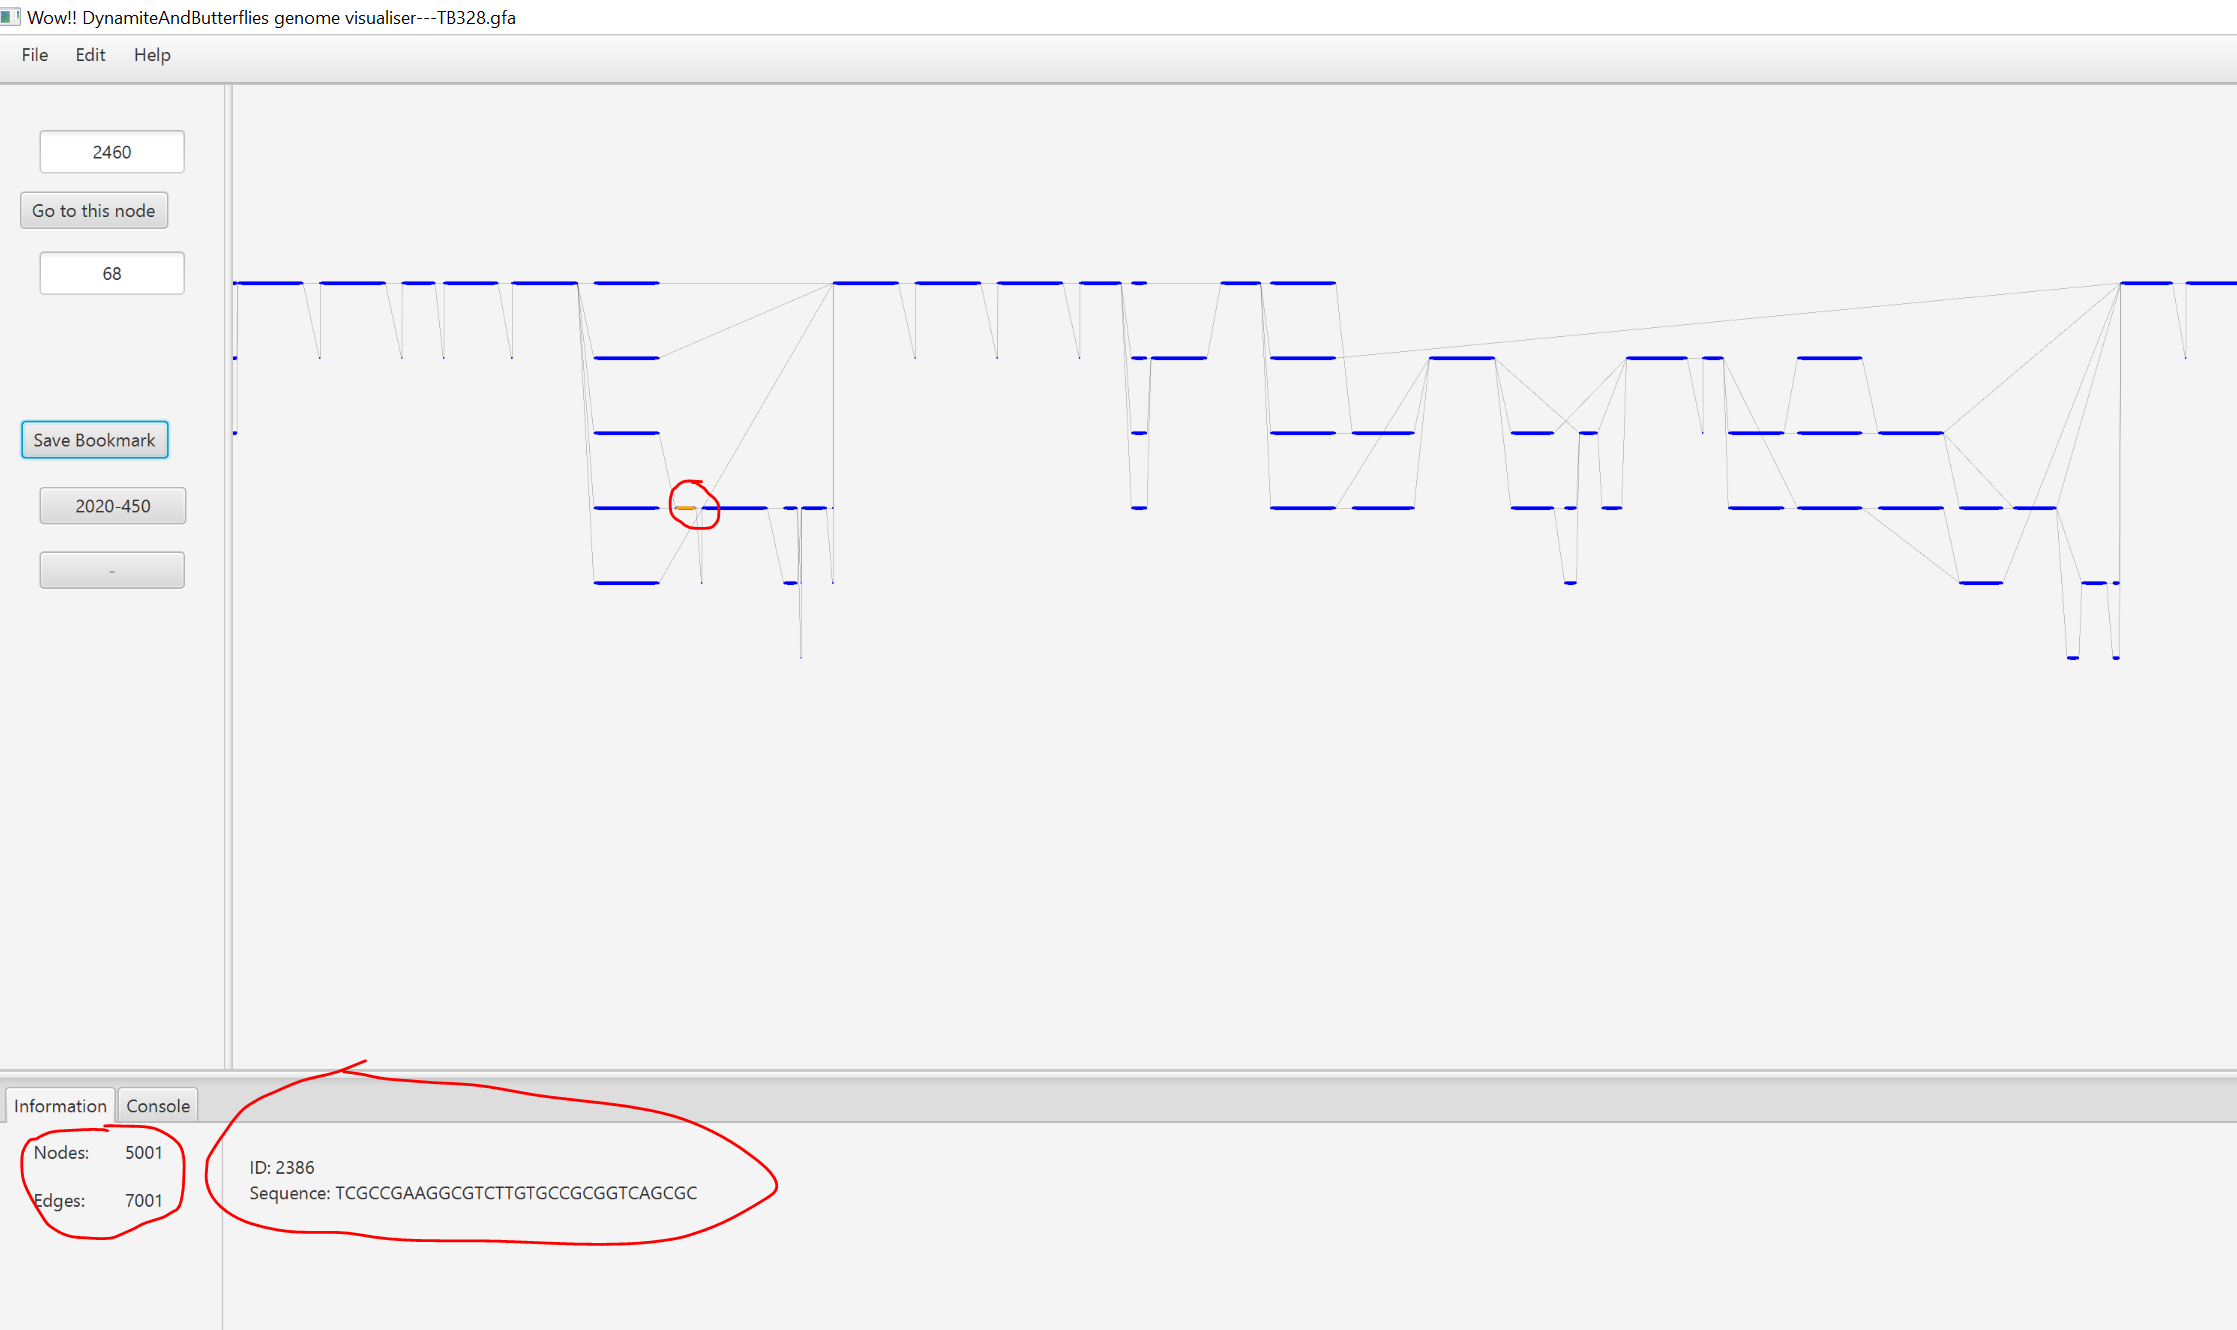 Wow!! DynamiteAndButterflies genome visualiser---TB328.gfa
File Edit Help
2460
Go to this node
68
Save Bookmark
2020-450
-
Information Console
Nodes: 5001
Edges: 7001
ID: 2386
Sequence: TCGCCGAAGGCGTCTTGTGCCGCGGTCAGCGC